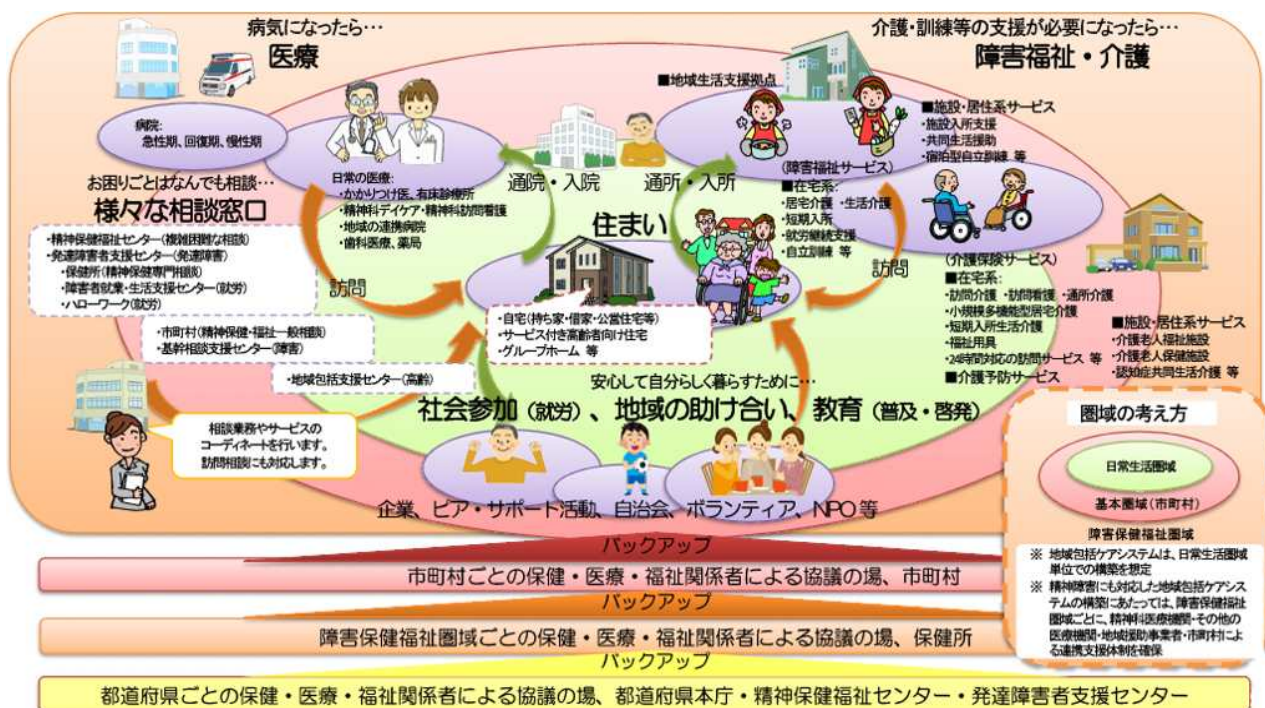 病気になったら…
医療
介護・訓練等の支援が必要になったら…
障害福祉・介護
病院:
急性期、回復期、慢性期
日常の医療:
・かかりつけ医、有床診療所
・精神科デイケア・精神科訪問看護
・地域の連携病院
・歯科医療、薬局
通院・入院
通所・入所
■地域生活支援拠点
■施設・居住系サービス
・施設入所支援
・共同生活援助
・宿泊型自立訓練 等
(障害福祉サービス)
■在宅系:
・居宅介護 ・生活介護
・短期入所
・就労継続支援
・自立訓練 等
お困りごとはなんでも相談…
様々な相談窓口
・精神保健福祉センター(複雑困難な相談)
・発達障害者支援センター(発達障害)
・保健所(精神保健専門相談)
・障害者就業・生活支援センター(就労)
・ハローワーク(就労)
・市町村(精神保健・福祉一般相談)
・基幹相談支援センター(障害)
・地域包括支援センター(高齢)
訪問
住まい
・自宅(持ち家・借家・公営住宅等)
・サービス付き高齢者向け住宅
・グループホーム 等
訪問
(介護保険サービス)
■在宅系:
・訪問介護 ・訪問看護 ・通所介護
・小規模多機能型居宅介護
・短期入所生活介護
・福祉用具
・24時間対応の訪問サービス 等
■介護予防サービス
■施設・居住系サービス
・介護老人福祉施設
・介護老人保健施設
・認知症共同生活介護 等
相談業務やサービスの
コーディネートを行います。
訪問相談にも対応します。
安心して自分らしく暮らすために…
社会参加(就労)、地域の助け合い、教育(普及・啓発)
企業、ピア・サポート活動、自治会、ボランティア、NPO等
圏域の考え方
日常生活圏域
基本圏域(市町村)
障害保健福祉圏域
※ 地域包括ケアシステムは、日常生活圏域
単位での構築を想定
※ 精神障害にも対応した地域包括ケアシス
テムの構築にあたっては、障害保健福祉
圏域ごとに、精神科医療機関・その他の
医療機関・地域援助事業者・市町村によ
る連携支援体制を確保
バックアップ
市町村ごとの保健・医療・福祉関係者による協議の場、市町村
バックアップ
障害保健福祉圏域ごとの保健・医療・福祉関係者による協議の場、保健所
バックアップ
都道府県ごとの保健・医療・福祉関係者による協議の場、都道府県本庁・精神保健福祉センター・発達障害者支援センター